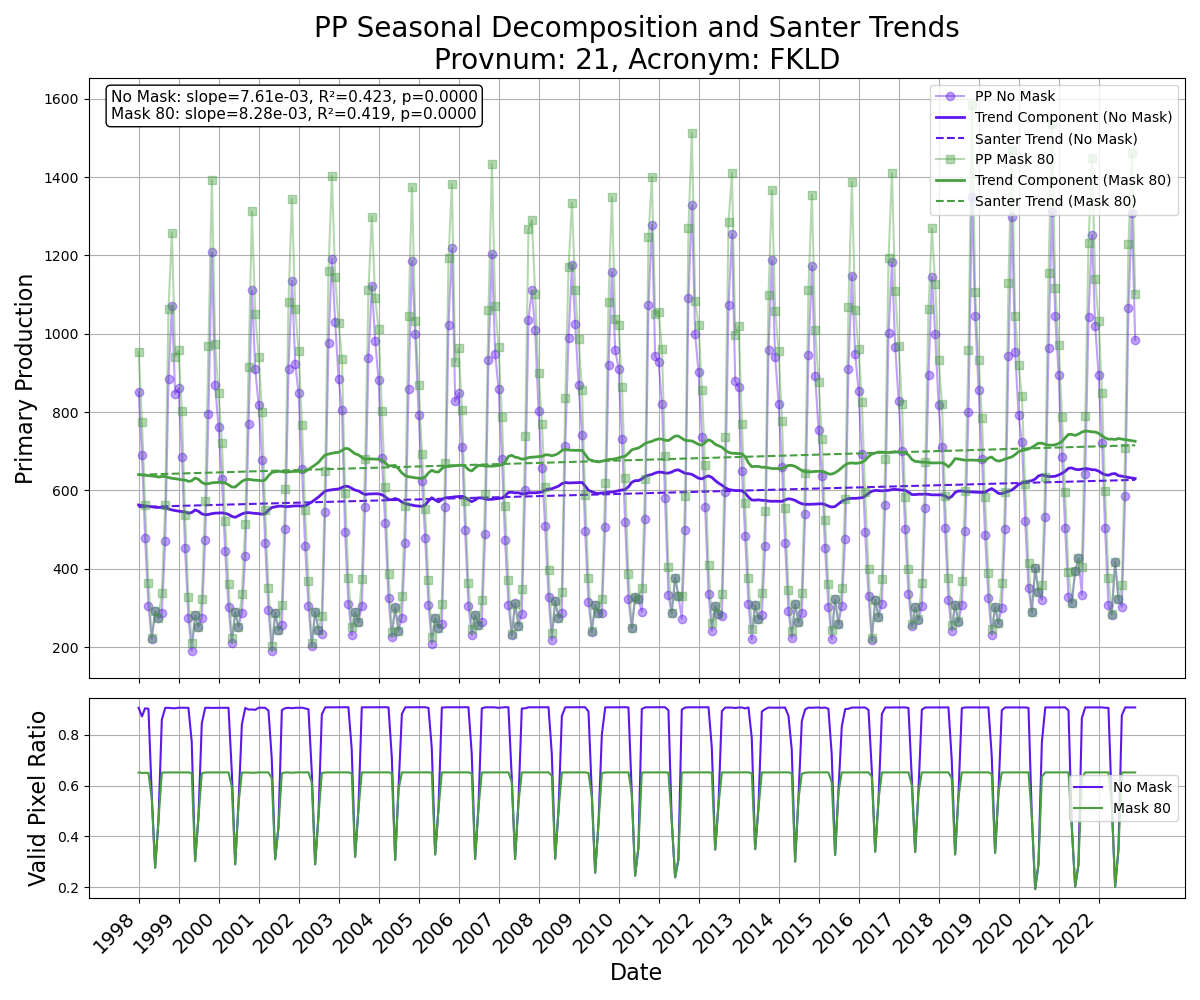 PP Seasonal Decomposition and Santer Trends
Provnum: 21, Acronym: FKLD
No Mask: slope=7.61e-03, R²=0.423, p=0.0000
Mask 80: slope=8.28e-03, R²=0.419, p=0.0000
PP No Mask
Trend Component (No Mask)
Santer Trend (No Mask)
PP Mask 80
Trend Component (Mask 80)
Santer Trend (Mask 80)
Primary Production
1600
1400
1200
1000
800
600
400
200
Valid Pixel Ratio
0.8
0.6
0.4
0.2
No Mask
Mask 80
1998
1999
2000
2001
2002
2003
2004
2005
2006
2007
2008
2009
2010
2011
2012
2013
2014
2015
2016
2017
2018
2019
2020
2021
2022
Date